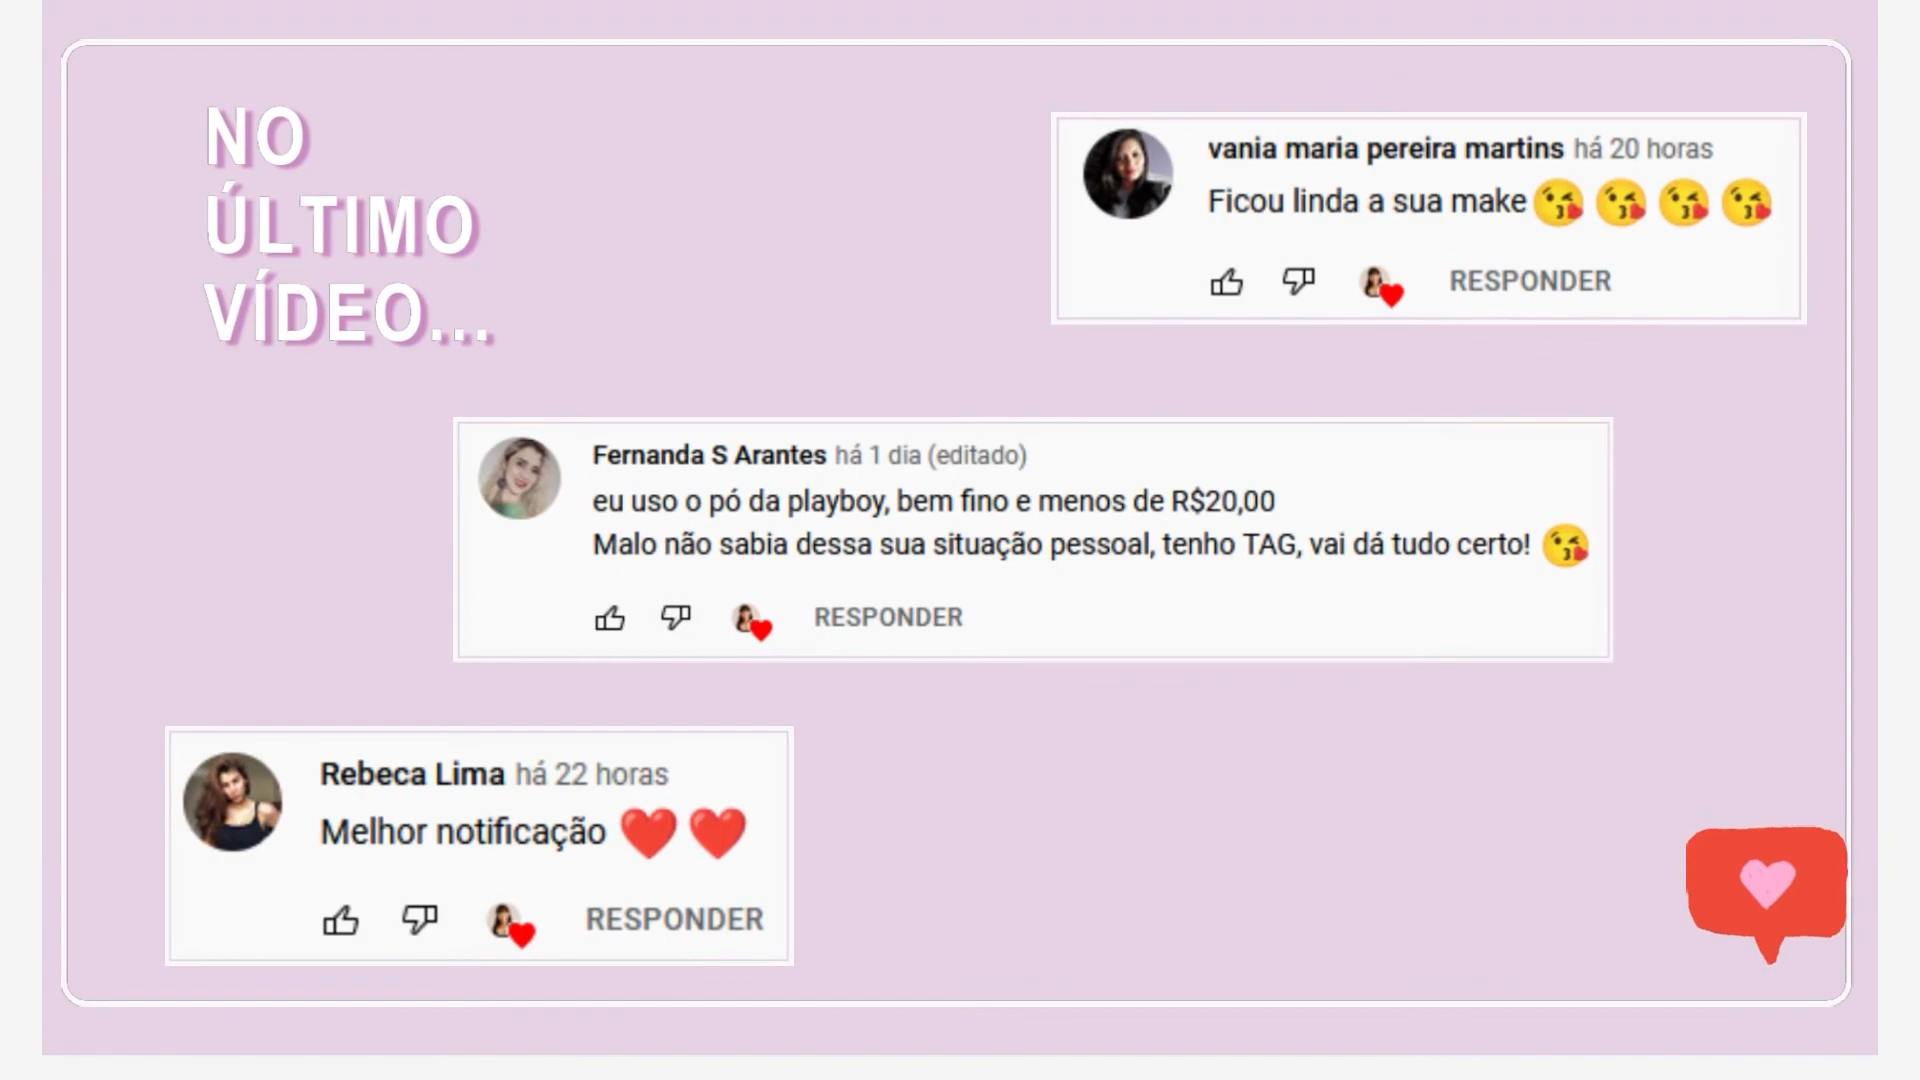 NO
ÚLTIMO
VÍDEO...
vania maria pereira martins há 20 horas
Ficou linda a sua make 😘 😘 😘 😘
RESPONDER
Fernanda S Arantes há 1 dia (editado)
eu uso o pó da playboy, bem fino e menos de R$20,00
Malo não sabia dessa sua situação pessoal, tenho TAG, vai dá tudo certo! 😘
RESPONDER
Rebeca Lima há 22 horas
Melhor notificação ❤️ ❤️
RESPONDER